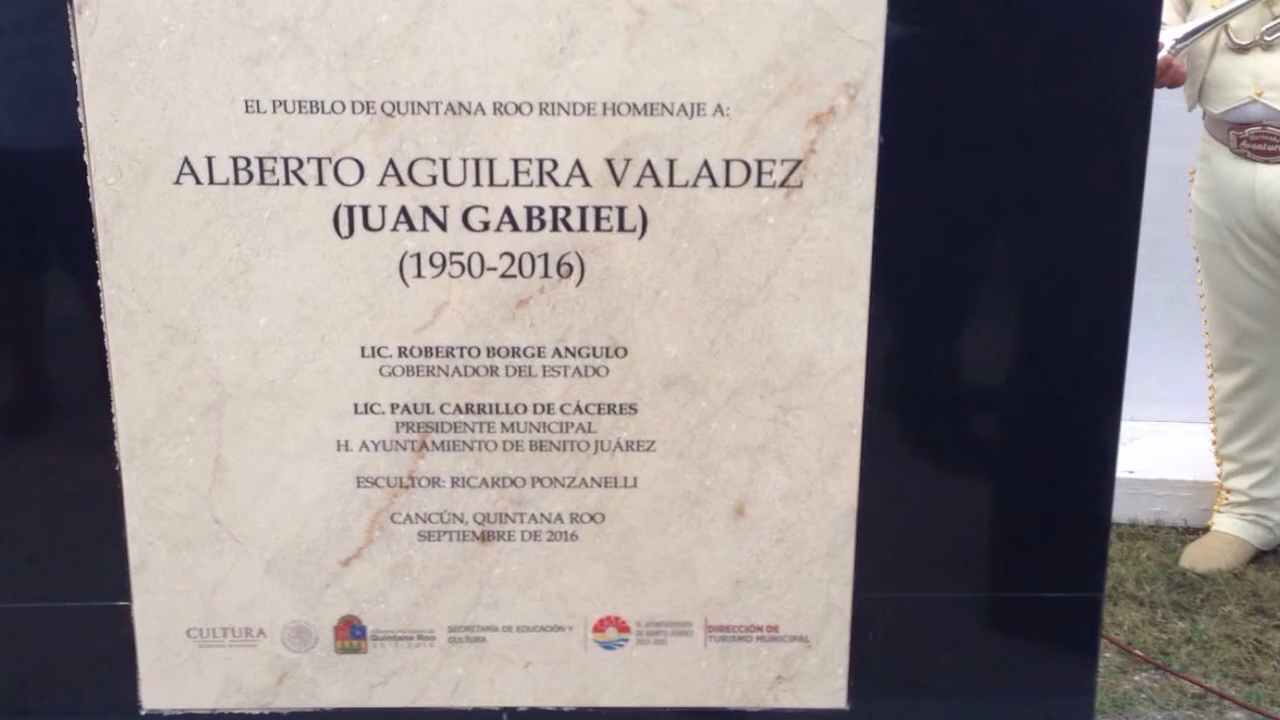 EL PUEBLO DE QUINTANA ROO RINDE HOMENAJE A:
ALBERTO AGUILERA VALADEZ
(JUAN GABRIEL)
(1950-2016)
LIC. ROBERTO BORGE ANGULO
GOBERNADOR DEL ESTADO
LIC. PAUL CARRILLO DE CÁCERES
PRESIDENTE MUNICIPAL
H. AYUNTAMIENTO DE BENITO JUÁREZ
ESCULTOR: RICARDO PONZANELLI
CANCÚN, QUINTANA ROO
SEPTIEMBRE DE 2016
CULTURA
Quintana Roo
SECRETARÍA DE EDUCACIÓN Y
CULTURA
DIRECCIÓN DE
TURISMO MUNICIPAL